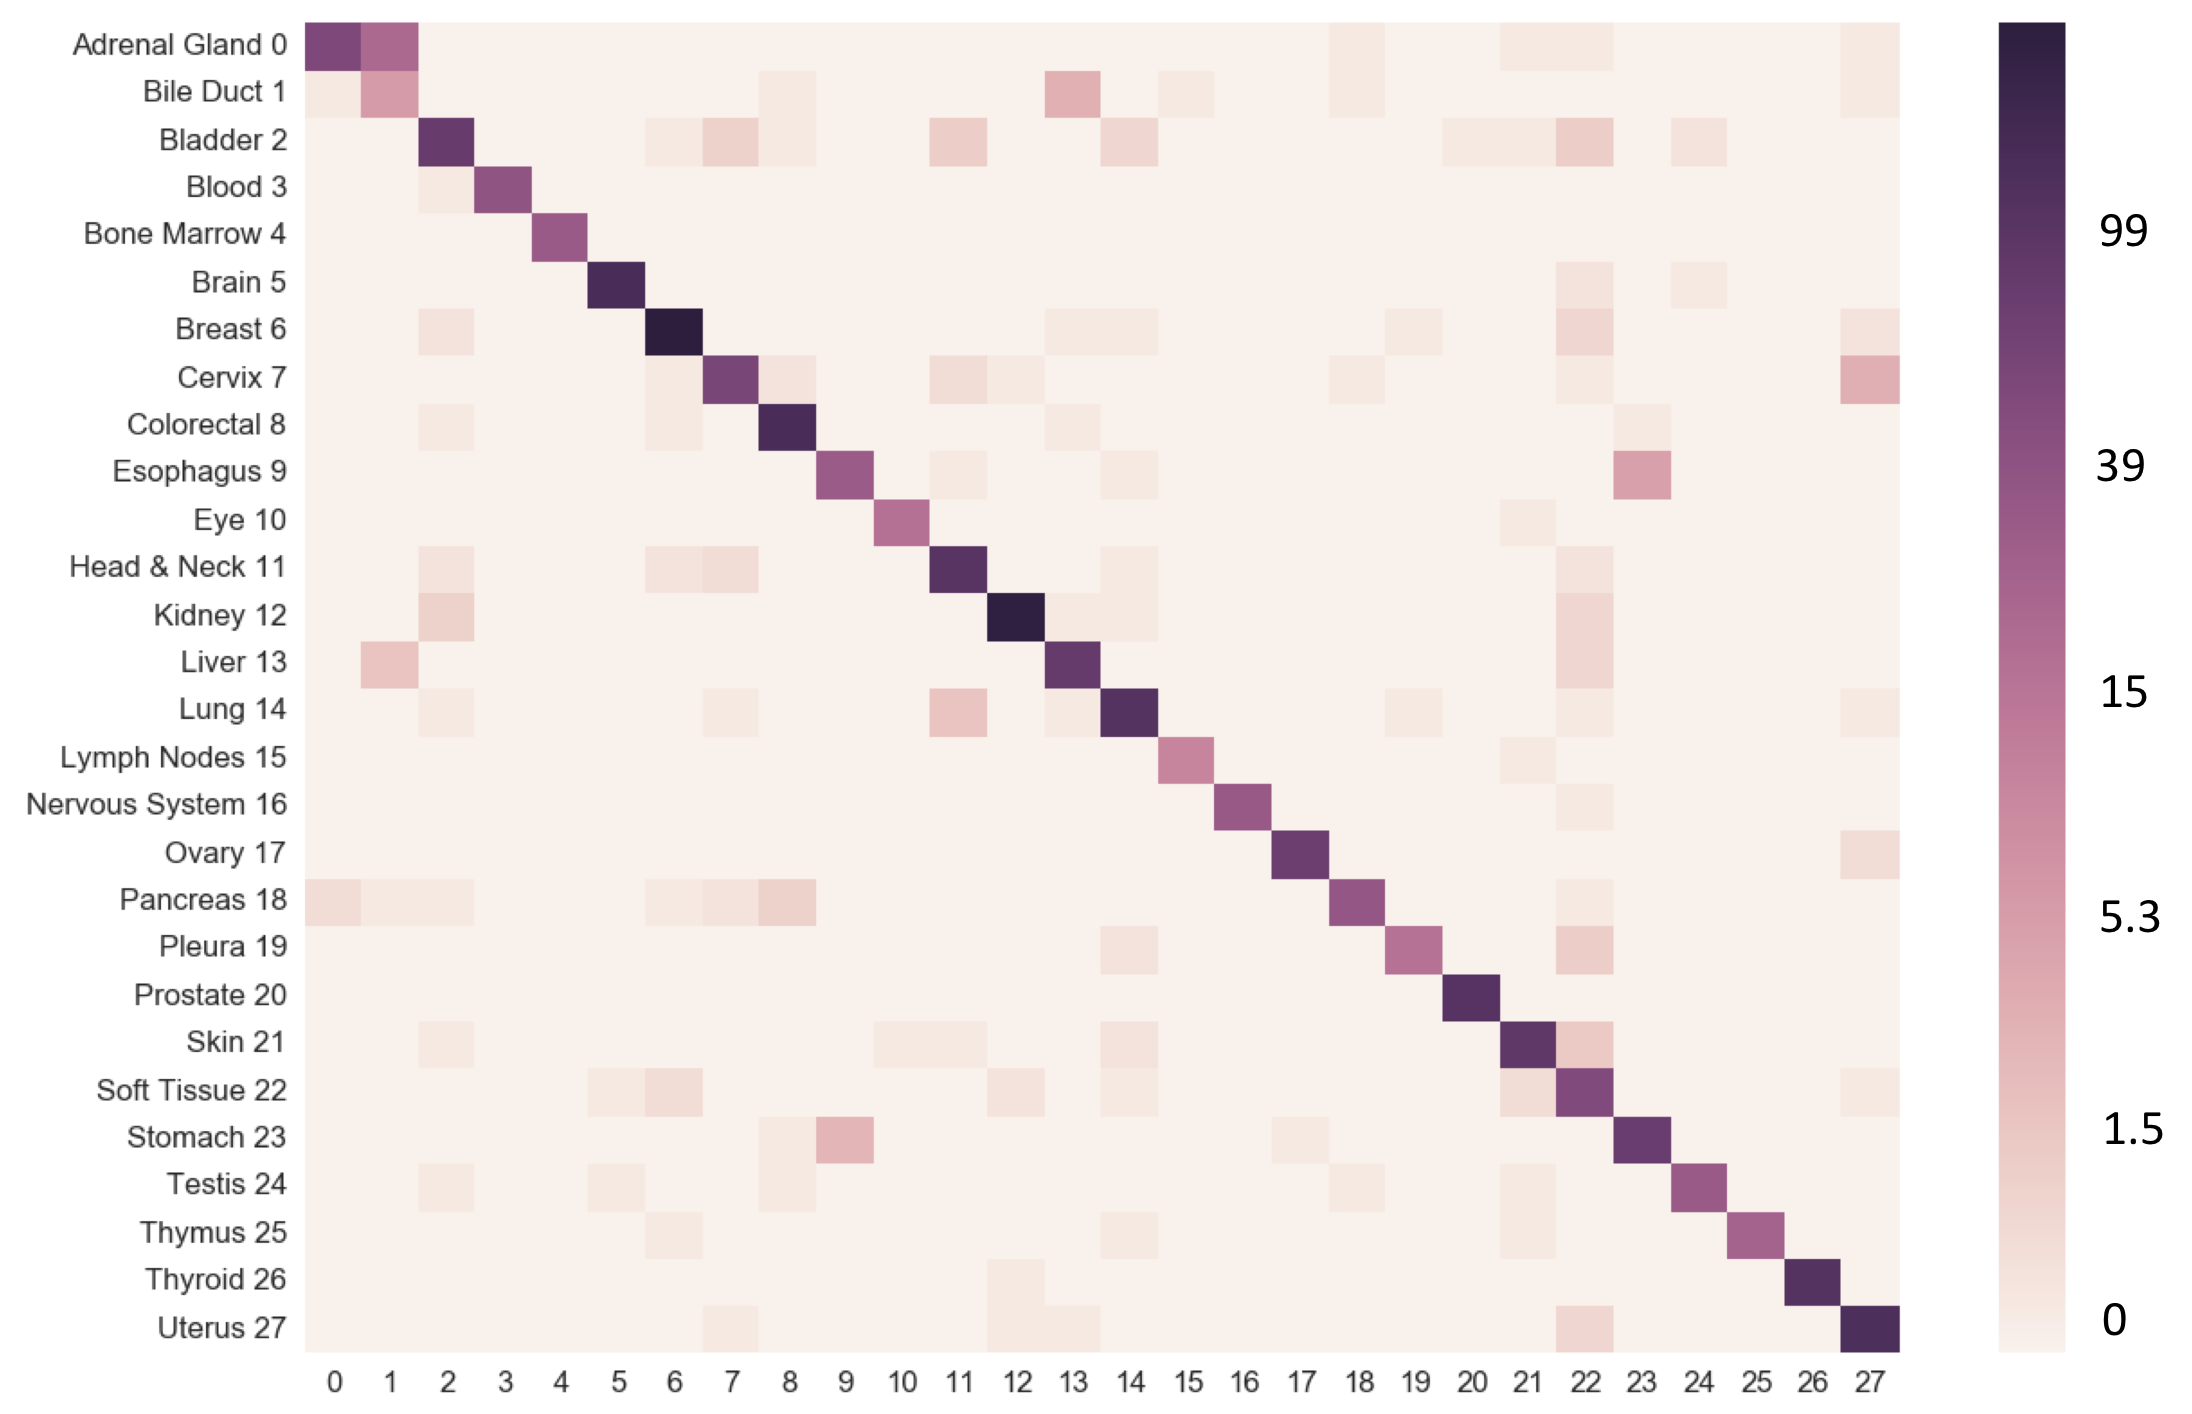 Adrenal Gland 0
Bile Duct 1
Bladder 2
Blood 3
Bone Marrow 4
Brain 5
Breast 6
Cervix 7
Colorectal 8
Esophagus 9
Eye 10
Head & Neck 11
Kidney 12
Liver 13
Lung 14
Lymph Nodes 15
Nervous System 16
Ovary 17
Pancreas 18
Pleura 19
Prostate 20
Skin 21
Soft Tissue 22
Stomach 23
Testis 24
Thymus 25
Thyroid 26
Uterus 27
0 1 2 3 4 5 6 7 8 9 10 11 12 13 14 15 16 17 18 19 20 21 22 23 24 25 26 27
99
39
15
5.3
1.5
0